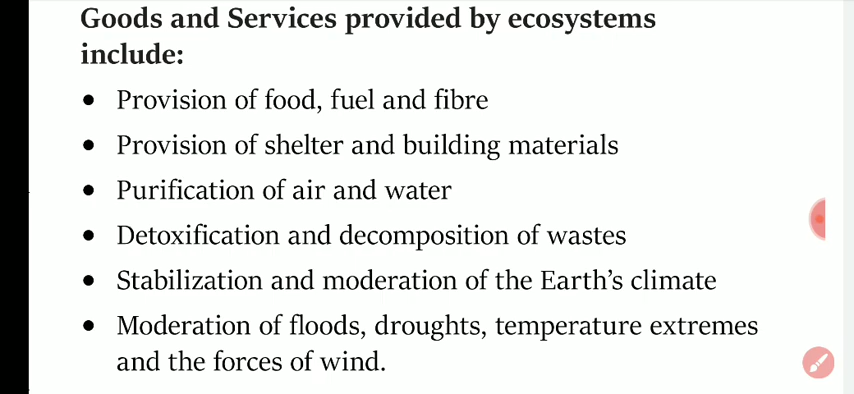 Goods and Services provided by ecosystems
include:
• Provision of food, fuel and fibre
• Provision of shelter and building materials
• Purification of air and water
• Detoxification and decomposition of wastes
• Stabilization and moderation of the Earth’s climate
• Moderation of floods, droughts, temperature extremes
and the forces of wind.